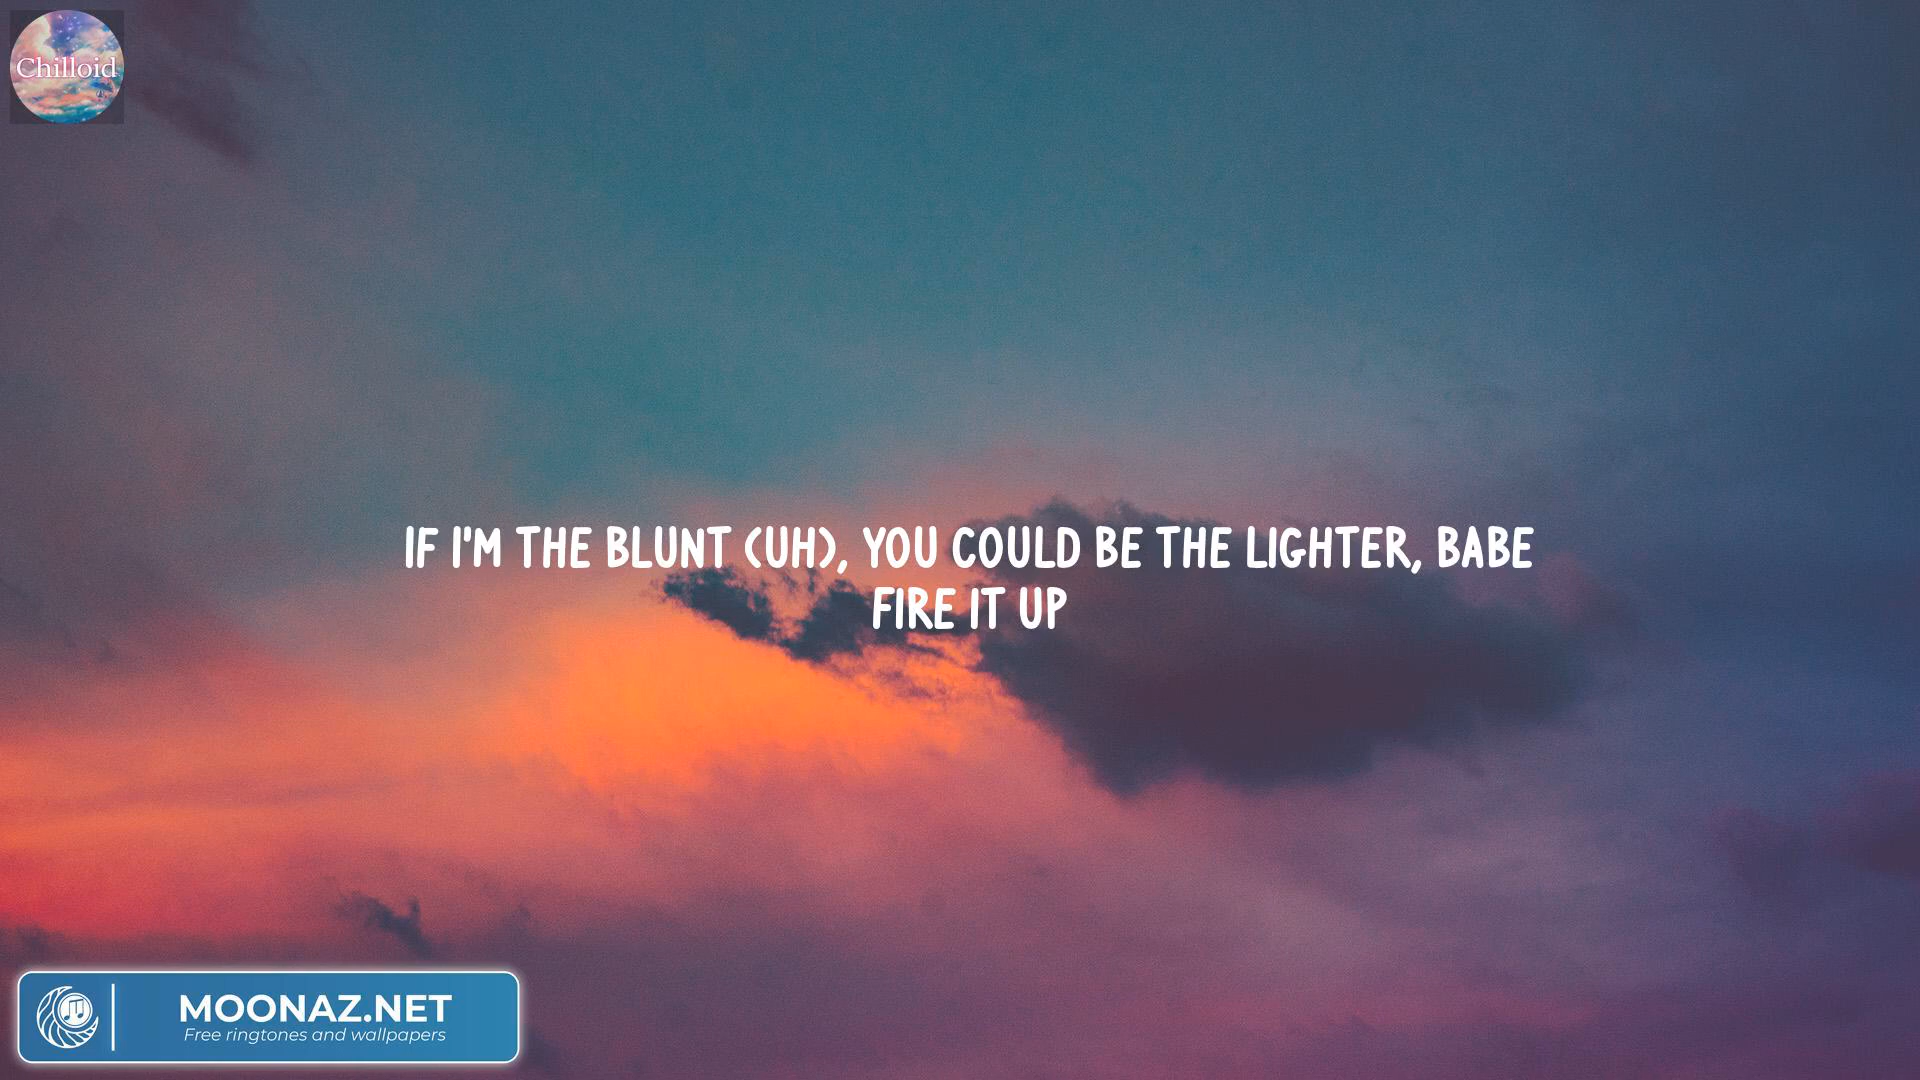 Chilloid
IF I'M THE BLUNT (UH), YOU COULD BE THE LIGHTER, BABE
FIRE IT UP
MOONAZ.NET
Free ringtones and wallpapers